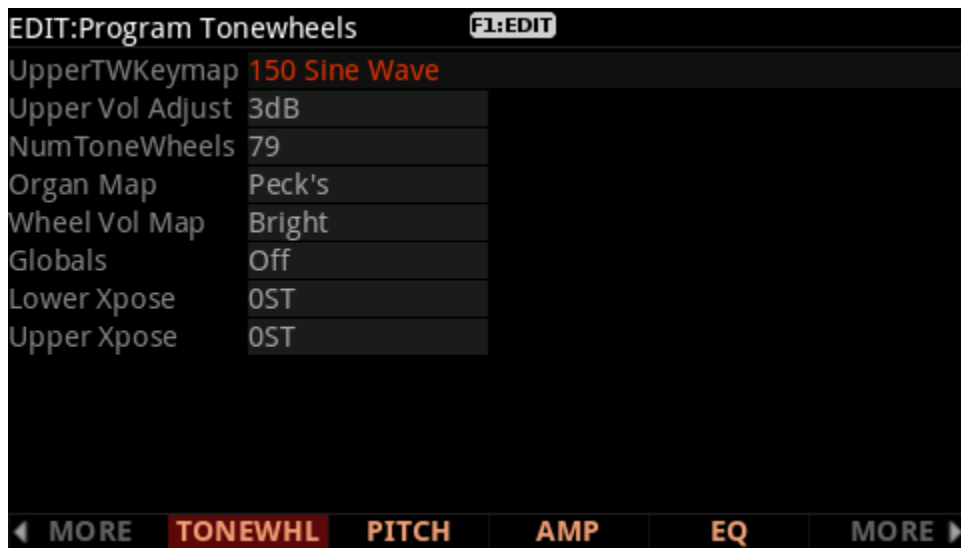 EDIT:Program Tonewheels F1:EDIT
UpperTWKeymap 150 Sine Wave
Upper Vol Adjust 3dB
NumToneWheels 79
Organ Map Peck's
Wheel Vol Map Bright
Globals Off
Lower Xpose 0ST
Upper Xpose 0ST
MORE TONEWHL PITCH AMP EQ MORE